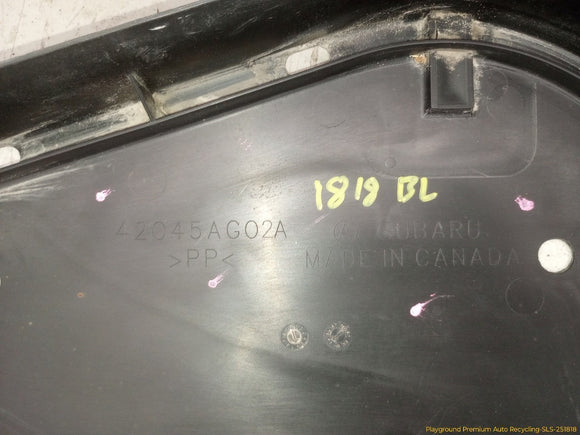 1819 BL
42045AG02A SUBARU
>PP< MADE IN CANADA
Playground Premium Auto Recycling-SLS-251818